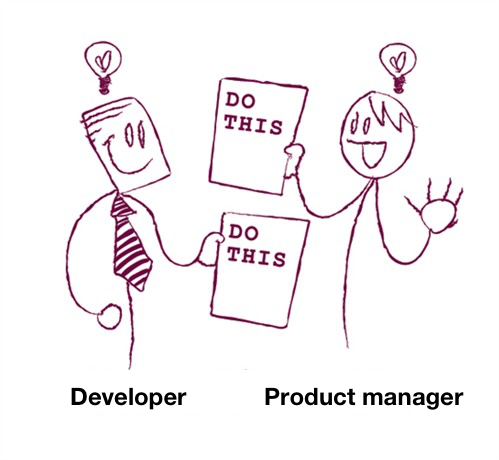 DO
THIS
DO
THIS
Developer
Product manager